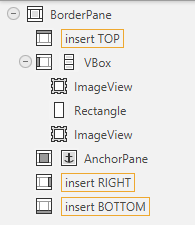 BorderPane
insert TOP
VBox
ImageView
Rectangle
ImageView
AnchorPane
insert RIGHT
insert BOTTOM